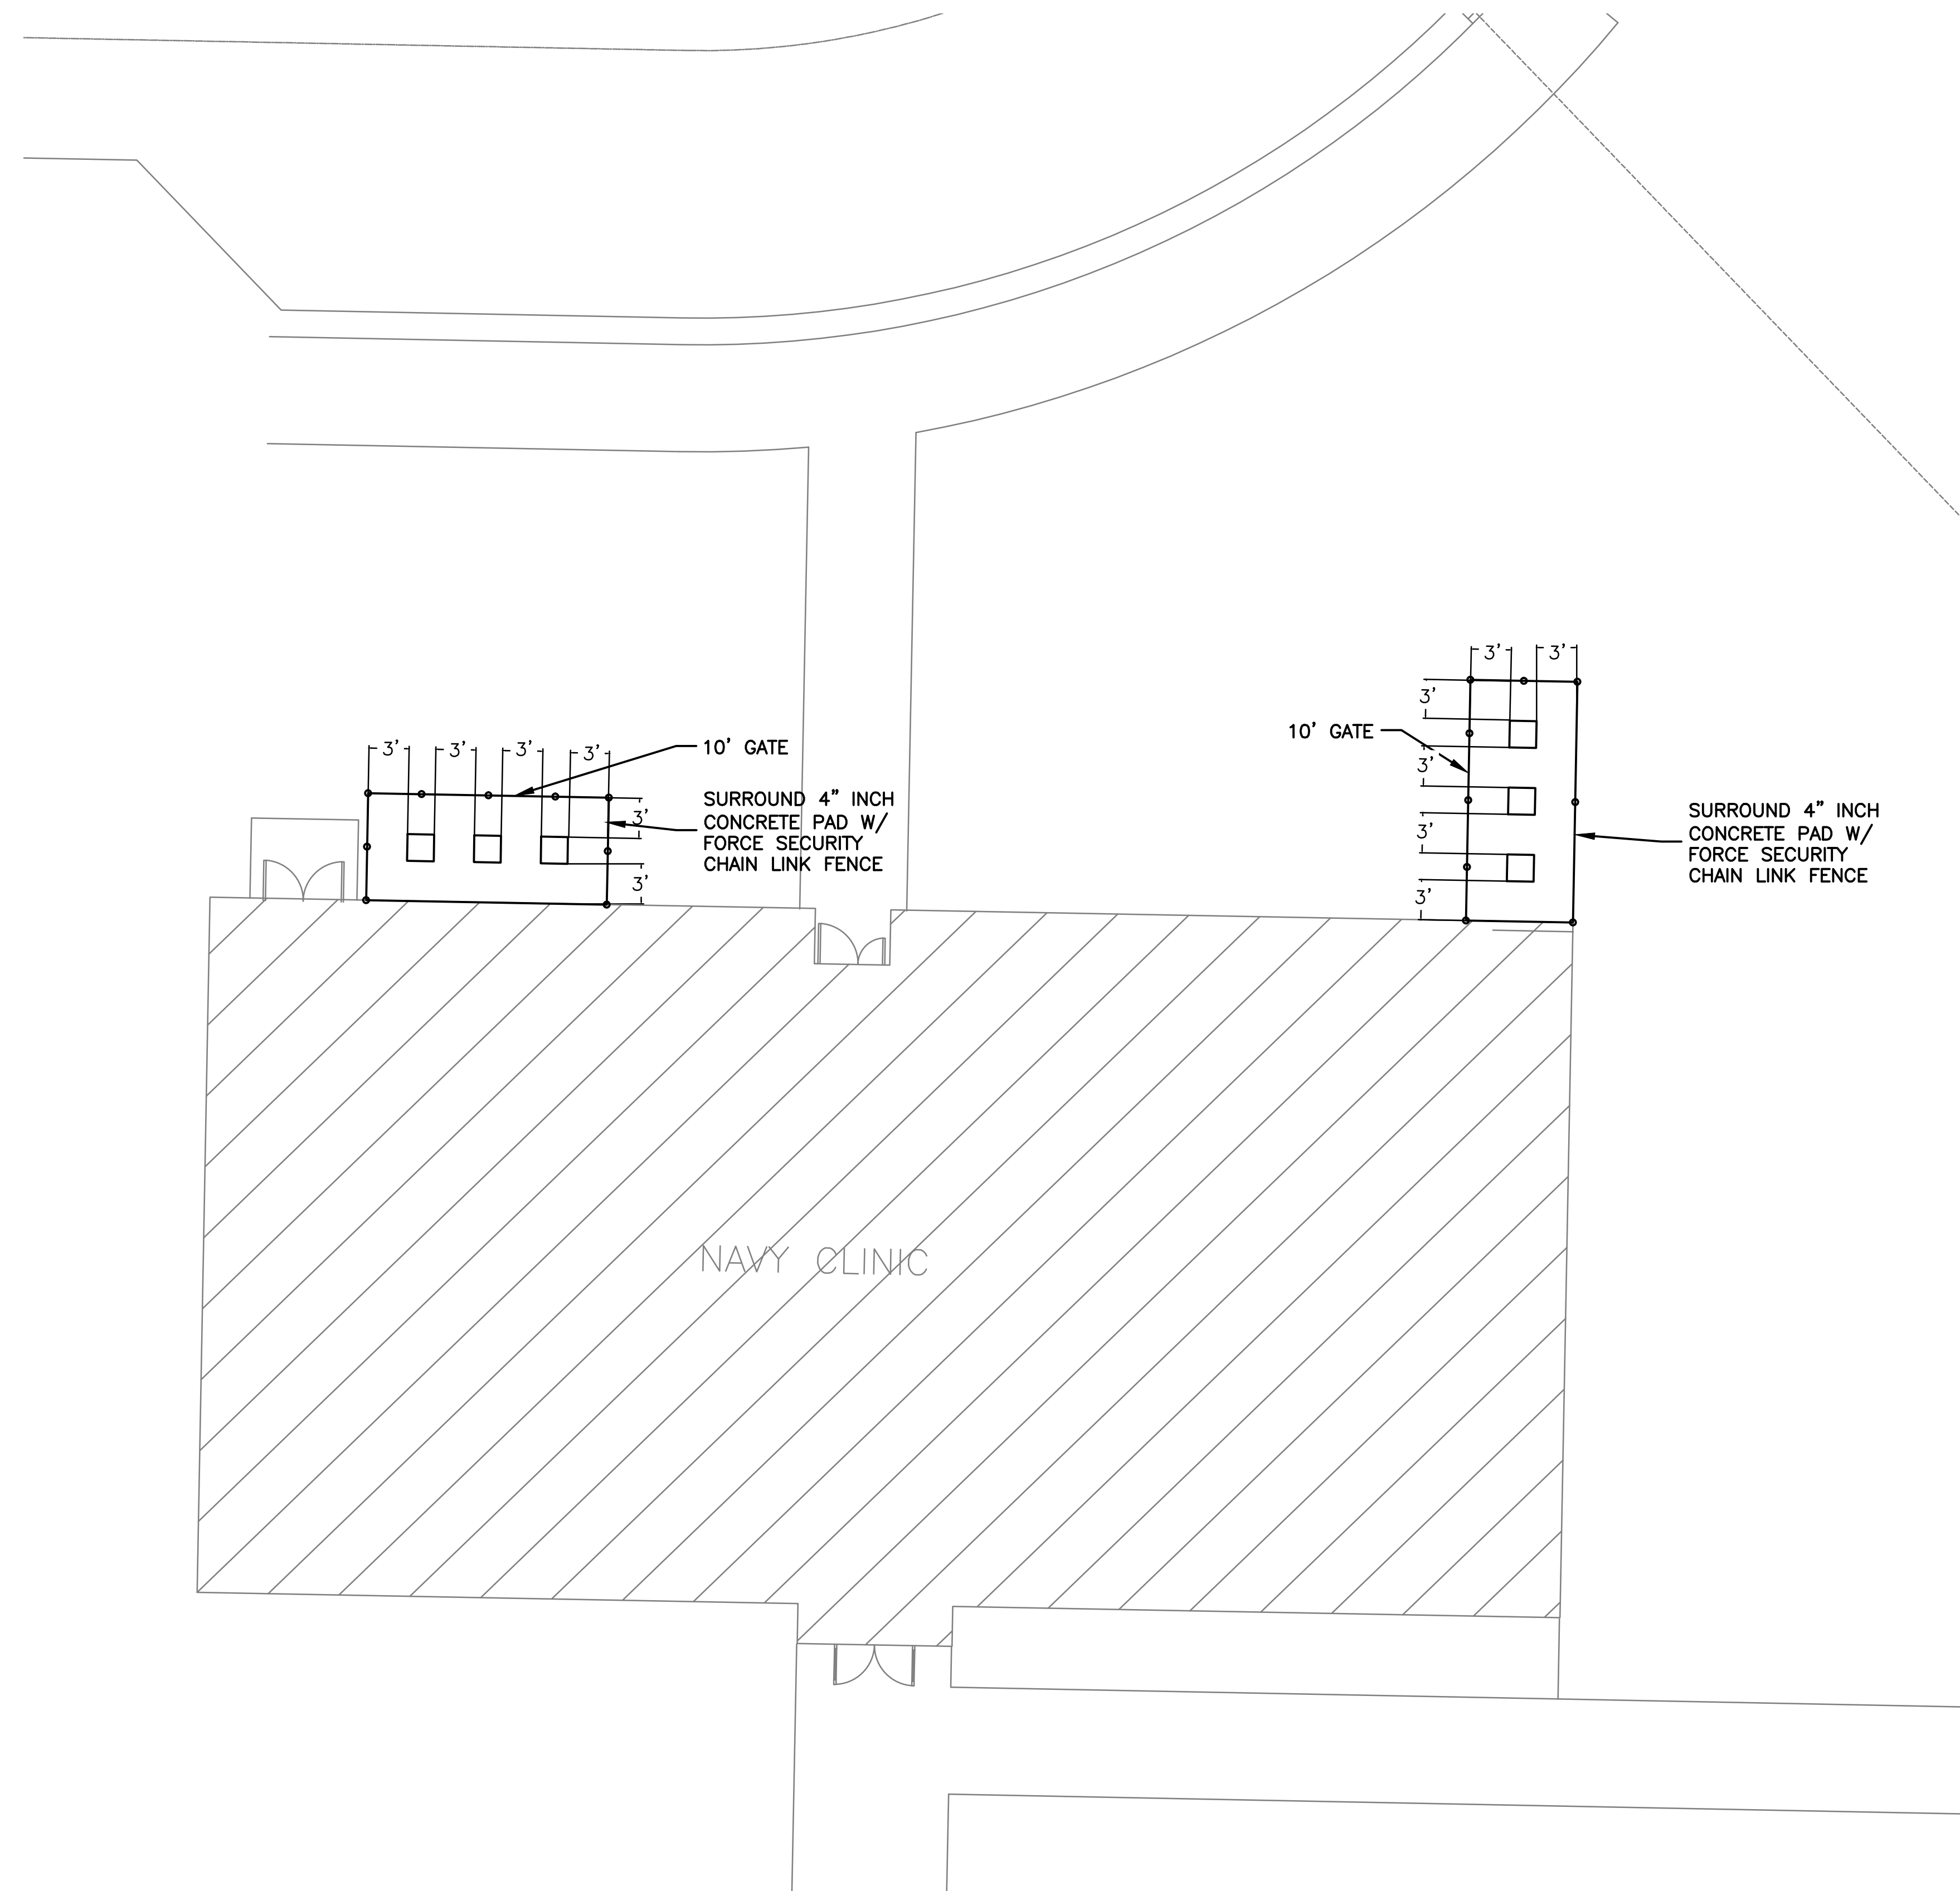 3' 3'
3'
10' GATE
3'
3'
3'
SURROUND 4" INCH
CONCRETE PAD W/
FORCE SECURITY
CHAIN LINK FENCE
3' 3' 3' 3'
10' GATE
SURROUND 4" INCH
3'
CONCRETE PAD W/
FORCE SECURITY
CHAIN LINK FENCE
3'
NAVY CLINIC